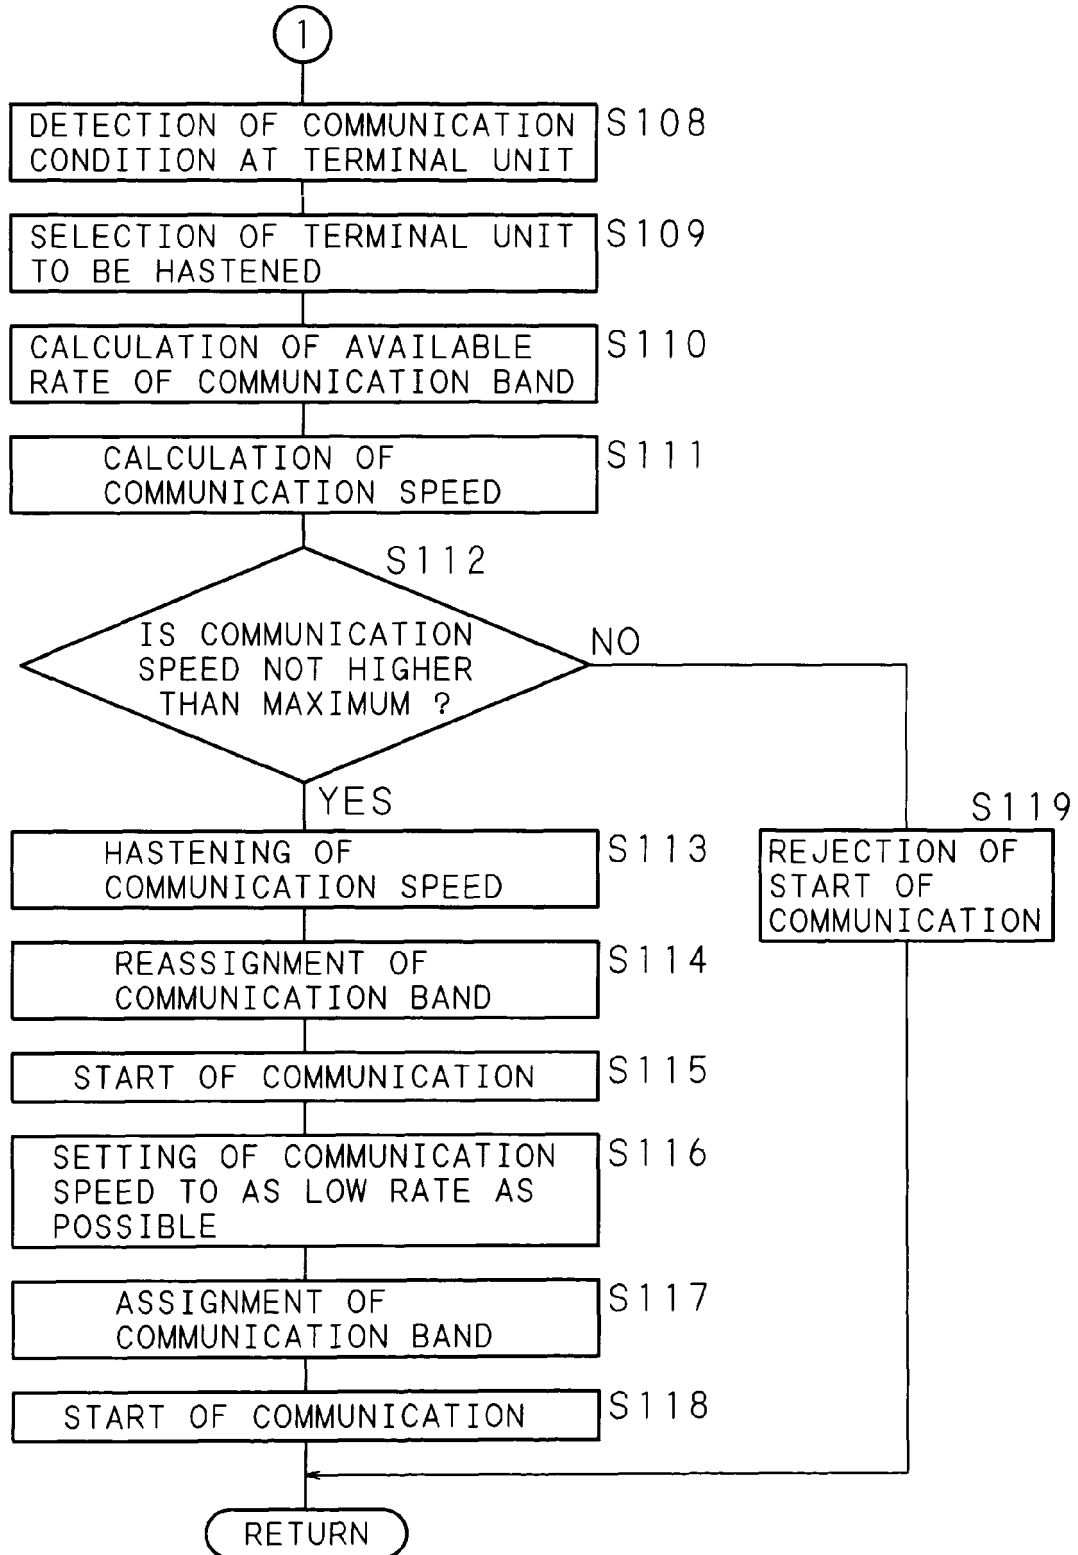 1
DETECTION OF COMMUNICATION
CONDITION AT TERMINAL UNIT
S108
SELECTION OF TERMINAL UNIT
TO BE HASTENED
S109
CALCULATION OF AVAILABLE
RATE OF COMMUNICATION BAND
S110
CALCULATION OF
COMMUNICATION SPEED
S111
S112
IS COMMUNICATION
SPEED NOT HIGHER
THAN MAXIMUM ?
NO
YES
HASTENING OF
COMMUNICATION SPEED
S113
S119
REJECTION OF
START OF
COMMUNICATION
REASSIGNMENT OF
COMMUNICATION BAND
S114
START OF COMMUNICATION
S115
SETTING OF COMMUNICATION
SPEED TO AS LOW RATE AS
POSSIBLE
S116
ASSIGNMENT OF
COMMUNICATION BAND
S117
START OF COMMUNICATION
S118
RETURN